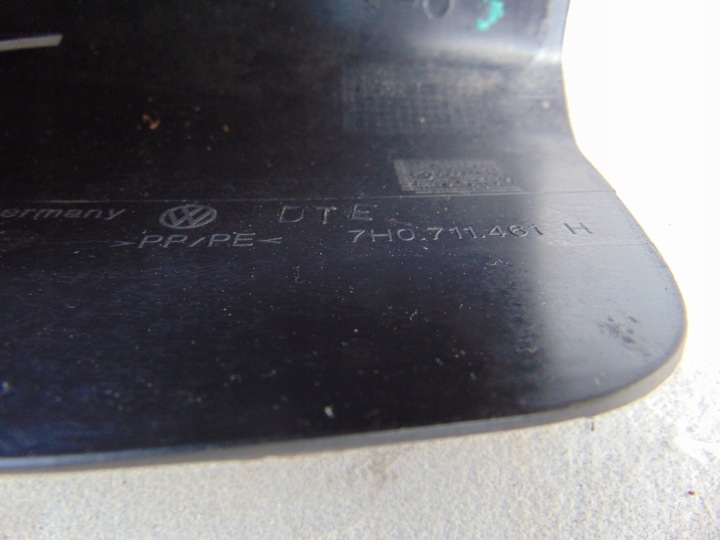 ermany DTE
>PP/PE< 7H0.711.461 H